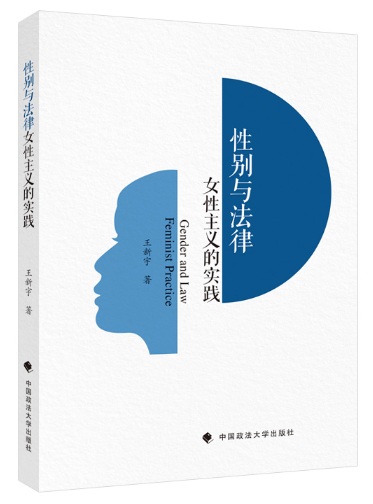 性别与法律
女性主义的实践
Gender and Law
Feminist Practice
王新宇 著
中国政法大学出版社
性别与法律女性主义的实践
王新宇 著
中国政法大学出版社